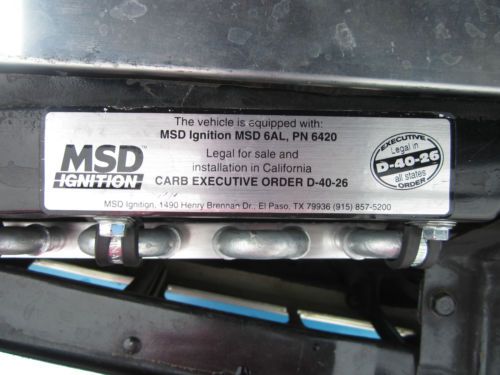 The vehicle is equipped with:
MSD Ignition MSD 6AL, PN 6420
Legal for sale and
installation in California
CARB EXECUTIVE ORDER D-40-26
MSD Ignition, 1490 Henry Brennan Dr., El Paso, TX 79936 (915) 857-5200
MSD™
IGNITION
EXECUTIVE
Legal in
D-40-26
all states
ORDER